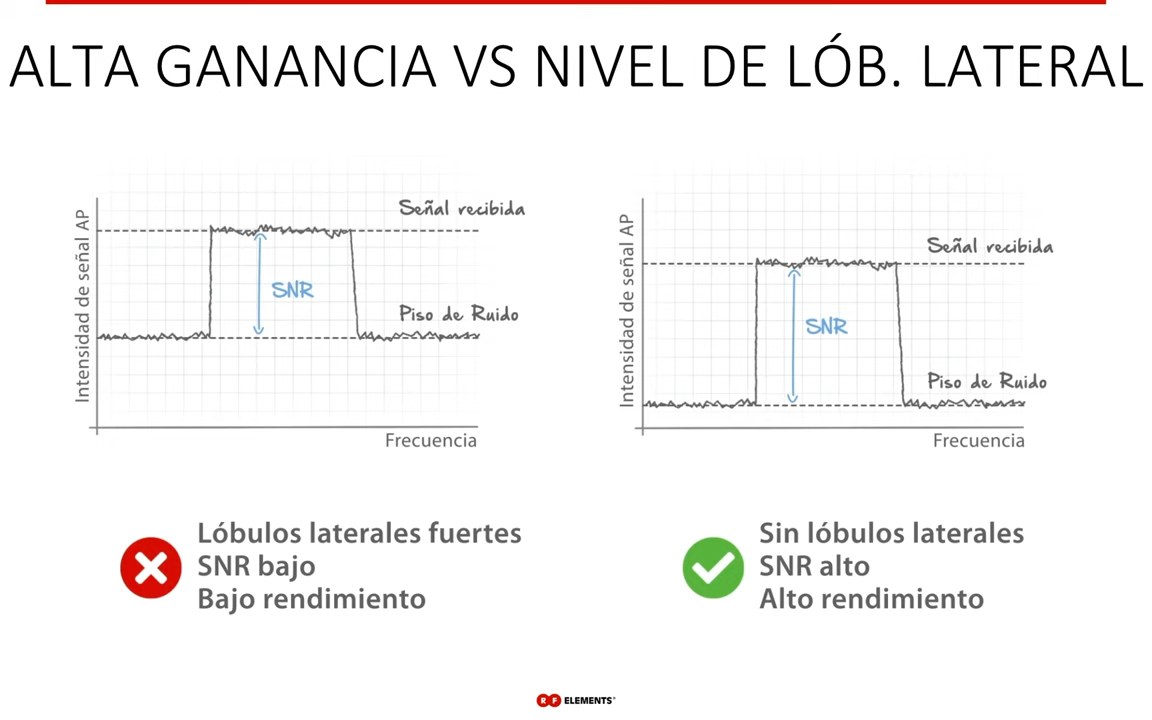 ALTA GANANCIA VS NIVEL DE LÓB. LATERAL
Intensidad de señal AP
Señal recibida
SNR
Piso de Ruido
Frecuencia
Intensidad de señal AP
Señal recibida
SNR
Piso de Ruido
Frecuencia
Lóbulos laterales fuertes
SNR bajo
Bajo rendimiento
Sin lóbulos laterales
SNR alto
Alto rendimiento
RF ELEMENTS